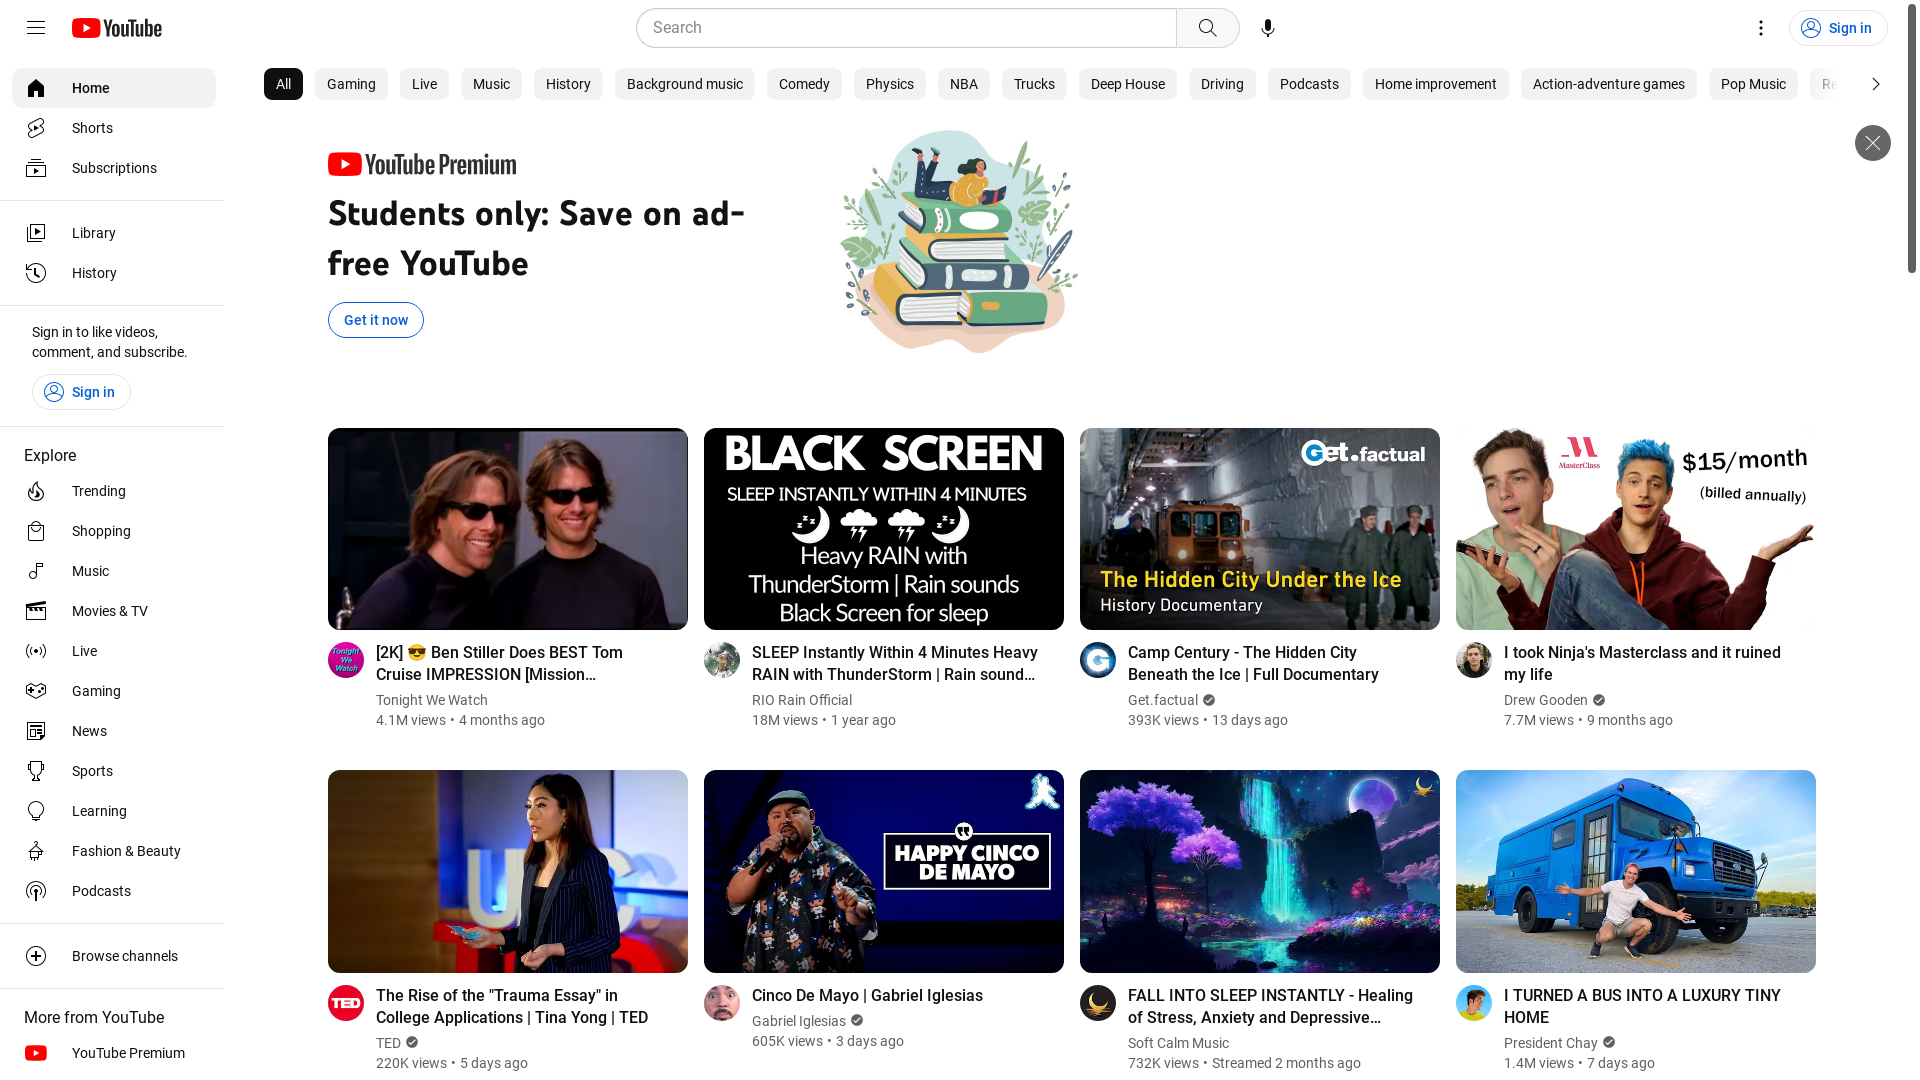 YouTube
Search
Sign in
Home
Shorts
Subscriptions
Library
History
Sign in to like videos,
comment, and subscribe.
Sign in
Explore
Trending
Shopping
Music
Movies & TV
Live
Gaming
News
Sports
Learning
Fashion & Beauty
Podcasts
Browse channels
More from YouTube
YouTube Premium
All
Gaming
Live
Music
History
Background music
Comedy
Physics
NBA
Trucks
Deep House
Driving
Podcasts
Home improvement
Action-adventure games
Pop Music
YouTube Premium
Students only: Save on ad-
free YouTube
Get it now
[2K] 😎 Ben Stiller Does BEST Tom
Cruise IMPRESSION [Mission...
Tonight We Watch
4.1M views • 4 months ago
Tonight
We
Watch
BLACK SCREEN
SLEEP INSTANTLY WITHIN 4 MINUTES
Heavy RAIN with
ThunderStorm | Rain sounds
Black Screen for sleep
SLEEP Instantly Within 4 Minutes Heavy
RAIN with ThunderStorm | Rain sound...
RIO Rain Official
18M views • 1 year ago
Get.factual
The Hidden City Under the Ice
History Documentary
Camp Century - The Hidden City
Beneath the Ice | Full Documentary
Get.factual
393K views • 13 days ago
MasterClass
$15/month
(billed annually)
I took Ninja's Masterclass and it ruined
my life
Drew Gooden
7.7M views • 9 months ago
TED
The Rise of the "Trauma Essay" in
College Applications | Tina Yong | TED
TED
220K views • 5 days ago
HAPPY CINCO
DE MAYO
Cinco De Mayo | Gabriel Iglesias
Gabriel Iglesias
605K views • 3 days ago
FALL INTO SLEEP INSTANTLY - Healing
of Stress, Anxiety and Depressive...
Soft Calm Music
732K views • Streamed 2 months ago
I TURNED A BUS INTO A LUXURY TINY
HOME
President Chay
1.4M views • 7 days ago